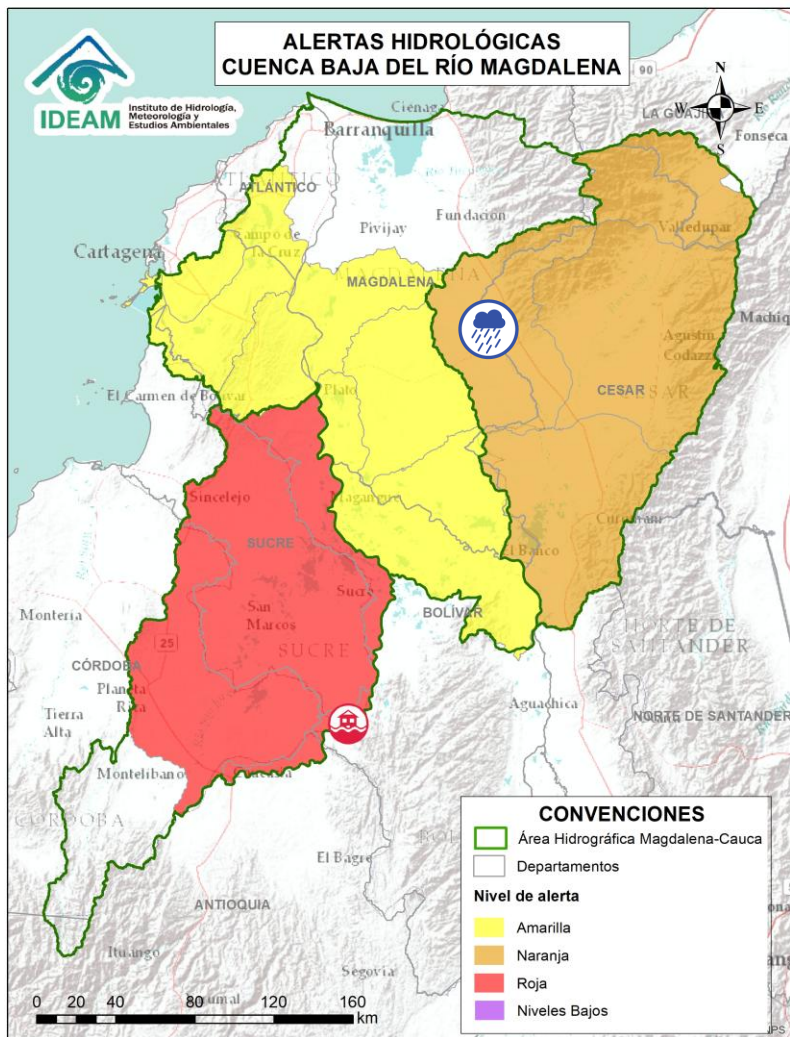 ALERTAS HIDROLÓGICAS
CUENCA BAJA DEL RÍO MAGDALENA
IDEAM
Instituto de Hidrología,
Meteorología y
Estudios Ambientales
N
W
E
S
90
LA GUAJIRA
Fonseca
Ciénaga
Barranquilla
ATLÁNTICO
Pivijay
Fundación
Valledupar
Campo de
la Cruz
Cartagena
MAGDALENA
Agustín
Codazzi
CESAR
Plato
El Carmen de Bolívar
Sincelejo
Magangué
SUCRE
El Banco
Sucre
San
Marcos
BOLÍVAR
Montería
SUCRE
NORTE DE
SANTANDER
25
CÓRDOBA
Planeta
Rica
Aguachica
NORTE DE SANTANDER
Tierra
Alta
Montelíbano
CÓRDOBA
El Bagre
ANTIOQUIA
Ituango
Segovia
CONVENCIONES
Área Hidrográfica Magdalena-Cauca
Departamentos
Nivel de alerta
Amarilla
Naranja
Roja
Niveles Bajos
0 20 40 80 120 160
km